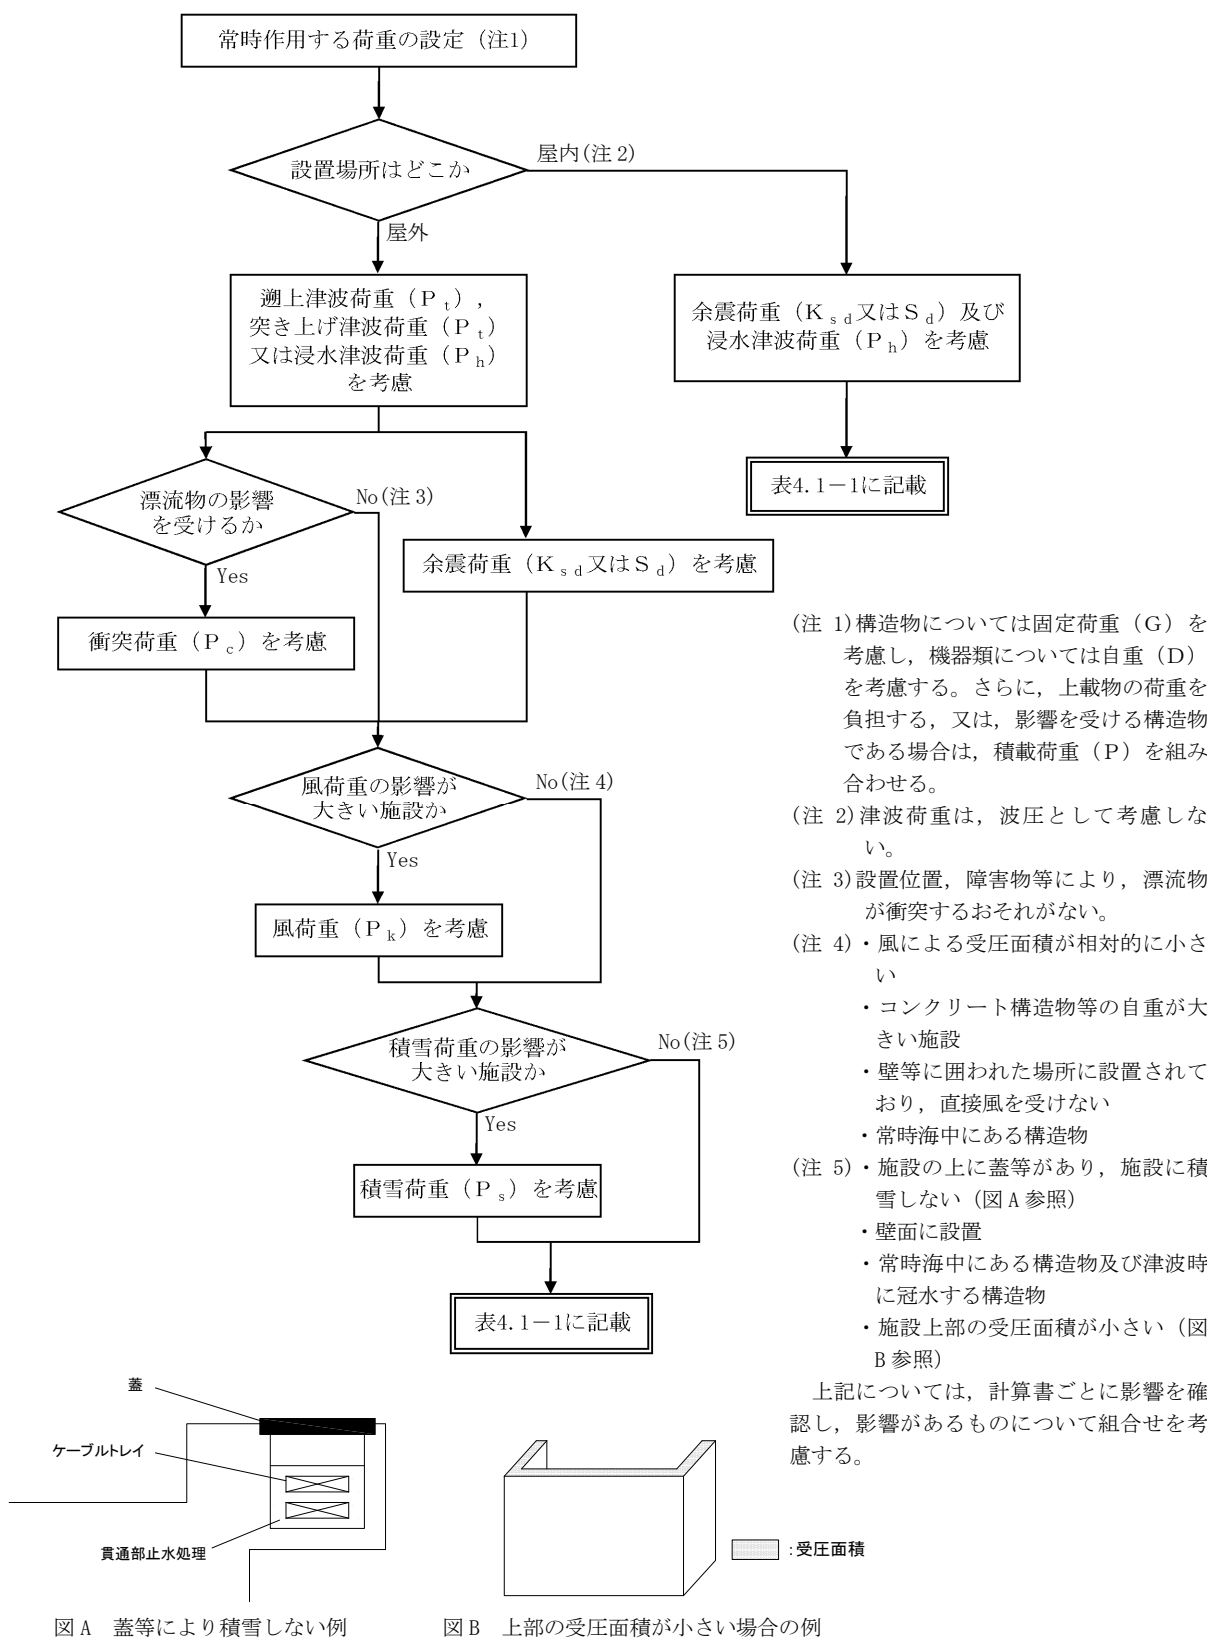 常時作用する荷重の設定（注1）
設置場所はどこか
屋内(注 2)
屋外
遡上津波荷重（Ｐt），
突き上げ津波荷重（Ｐt）
又は浸水津波荷重（Ｐh）
を考慮
余震荷重（Ｋsd又はＳd）及び
浸水津波荷重（Ｐh）を考慮
表4.1－1に記載
漂流物の影響
を受けるか
No(注 3)
Yes
余震荷重（Ｋsd又はＳd）を考慮
衝突荷重（Ｐc）を考慮
風荷重の影響が
大きい施設か
No(注 4)
Yes
風荷重（Ｐk）を考慮
積雪荷重の影響が
大きい施設か
No(注 5)
Yes
積雪荷重（Ｐs）を考慮
表4.1－1に記載
(注 1)構造物については固定荷重（G）を
考慮し，機器類については自重（D）
を考慮する。さらに，上載物の荷重を
負担する，又は，影響を受ける構造物
である場合は，積載荷重（P）を組み
合わせる。
(注 2)津波荷重は，波圧として考慮しな
い。
(注 3)設置位置，障害物等により，漂流物
が衝突するおそれがない。
(注 4)・風による受圧面積が相対的に小さ
い
・コンクリート構造物等の自重が大
きい施設
・壁等に囲われた場所に設置されて
おり，直接風を受けない
・常時海中にある構造物
(注 5)・施設の上に蓋等があり，施設に積
雪しない（図 A 参照）
・壁面に設置
・常時海中にある構造物及び津波時
に冠水する構造物
・施設上部の受圧面積が小さい（図
B 参照）
上記については，計算書ごとに影響を確
認し，影響があるものについて組合せを考
慮する。
蓋
ケーブルトレイ
貫通部止水処理
:受圧面積
図 A　蓋等により積雪しない例
図 B　上部の受圧面積が小さい場合の例